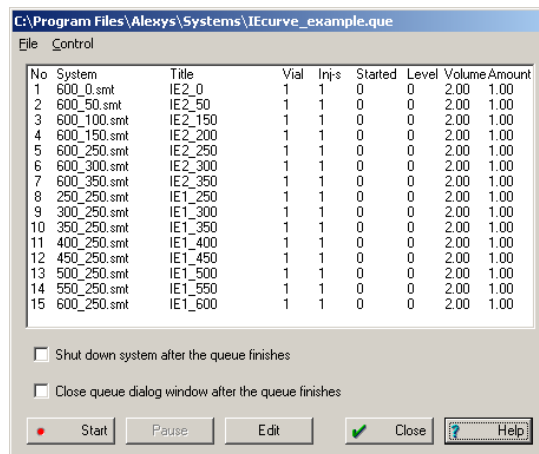 C:\Program Files\Alexys\Systems\IEcurve_example.que
File Control
No System Title Vial Inj-s Started Level Volume Amount
1 600_0.smt IE2_0 1 1 0 0 2.00 1.00
2 600_50.smt IE2_50 1 1 0 0 2.00 1.00
3 600_100.smt IE2_150 1 1 0 0 2.00 1.00
4 600_150.smt IE2_200 1 1 0 0 2.00 1.00
5 600_250.smt IE2_250 1 1 0 0 2.00 1.00
6 600_300.smt IE2_300 1 1 0 0 2.00 1.00
7 600_350.smt IE2_350 1 1 0 0 2.00 1.00
8 250_250.smt IE1_250 1 1 0 0 2.00 1.00
9 300_250.smt IE1_300 1 1 0 0 2.00 1.00
10 350_250.smt IE1_350 1 1 0 0 2.00 1.00
11 400_250.smt IE1_400 1 1 0 0 2.00 1.00
12 450_250.smt IE1_450 1 1 0 0 2.00 1.00
13 500_250.smt IE1_500 1 1 0 0 2.00 1.00
14 550_250.smt IE1_550 1 1 0 0 2.00 1.00
15 600_250.smt IE1_600 1 1 0 0 2.00 1.00
Shut down system after the queue finishes
Close queue dialog window after the queue finishes
Start Pause Edit Close ? Help